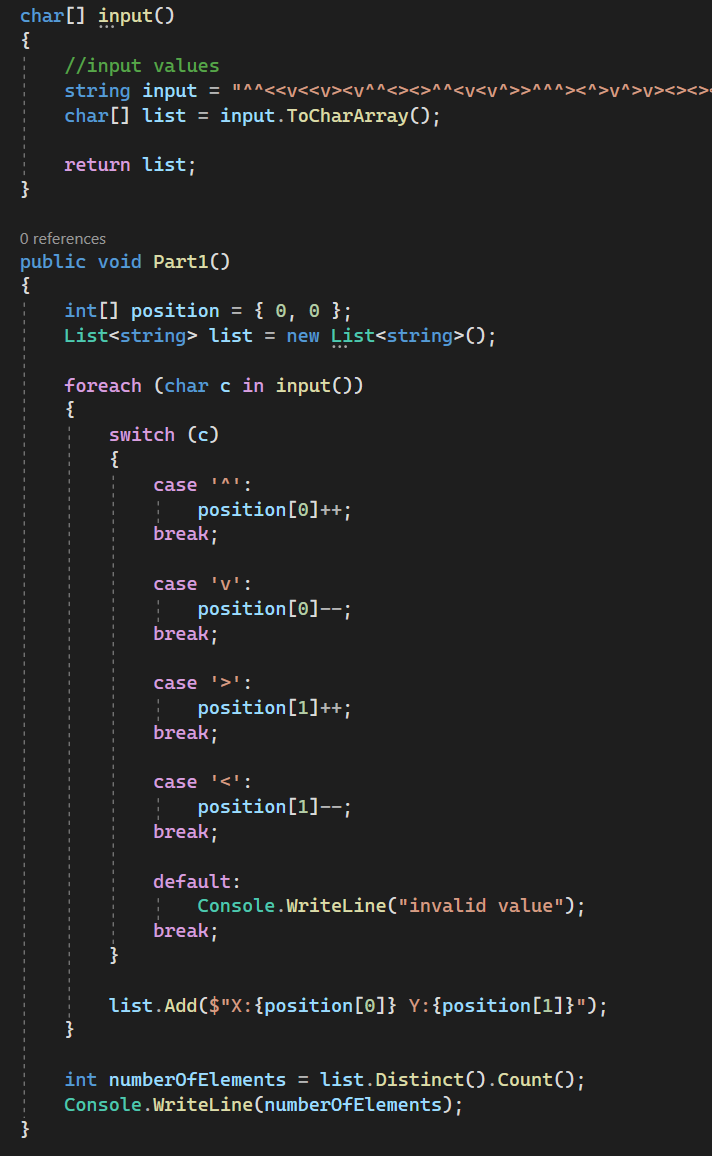 char[] input()
{
//input values
string input = "^^<<v<<v><v^^<><>^^<v<v^>>^^^><^>v^>v><><><
char[] list = input.ToCharArray();
return list;
}
0 references
public void Part1()
{
int[] position = { 0, 0 };
List<string> list = new List<string>();
foreach (char c in input())
{
switch (c)
{
case '^':
position[0]++;
break;
case 'v':
position[0]--;
break;
case '>':
position[1]++;
break;
case '<':
position[1]--;
break;
default:
Console.WriteLine("invalid value");
break;
}
list.Add($"X:{position[0]} Y:{position[1]}");
}
int numberOfElements = list.Distinct().Count();
Console.WriteLine(numberOfElements);
}